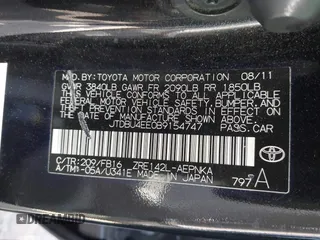 MFD. BY: TOYOTA MOTOR CORPORATION 08/11
GVWR 3840LB GAWR FR 2090LB RR 1850LB
THIS VEHICLE CONFORMS TO ALL APPLICABLE
FEDERAL MOTOR VEHICLE SAFETY, BUMPER, AND
THEFT PREVENTION STANDARDS IN EFFECT ON
THE DATE OF MANUFACTURE SHOWN ABOVE.
JTDBU4EE0B9154747 PASS. CAR
C/TR: 209/FB16 ZRE142L-AEPNKA
A/TM: -05A/U341E MADE IN JAPAN 797A
TOYOTA